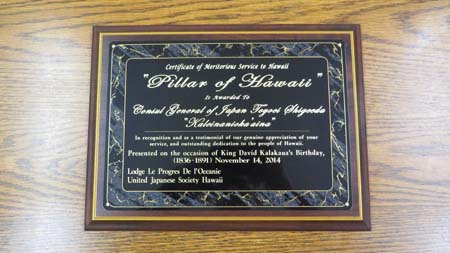 Certificate of Meritorious Service to Hawaii
"Pillar of Hawaii"
Is Awarded To
Consul General of Japan Toyoei Shigeeda
"Kaleinanioka'aina"
In recognition and as a testimonial of our genuine appreciation of your
service, and outstanding dedication to the people of Hawaii.
Presented on the occasion of King David Kalakaua's Birthday,
(1836-1891) November 14, 2014
Lodge Le Progres De l'Oceanie
United Japanese Society Hawaii